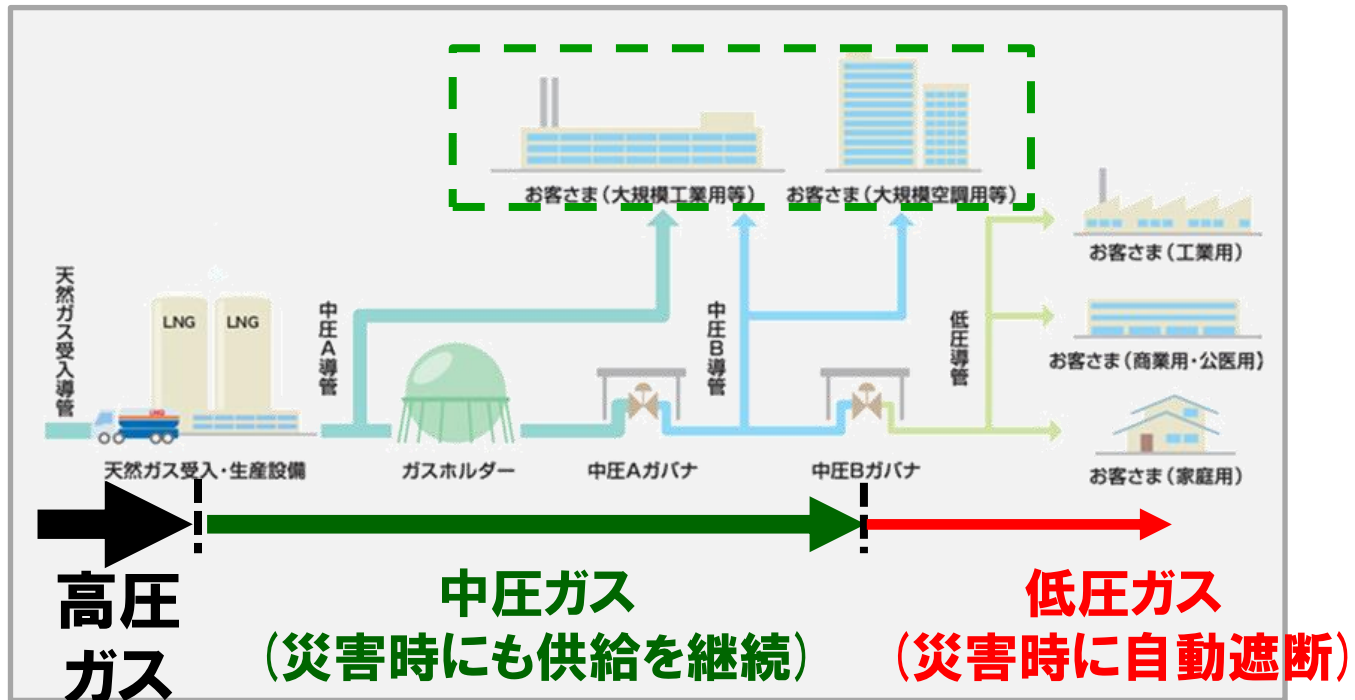 お客さま(大規模工業用等)
お客さま(大規模空調用等)
天然ガス受入導管
LNG
LNG
LNG
中圧A導管
中圧B導管
低圧導管
お客さま(工業用)
お客さま(商業用・公医用)
お客さま(家庭用)
天然ガス受入・生産設備
ガスホルダー
中圧Aガバナ
中圧Bガバナ
高圧
ガス
中圧ガス
(災害時にも供給を継続)
低圧ガス
(災害時に自動遮断)